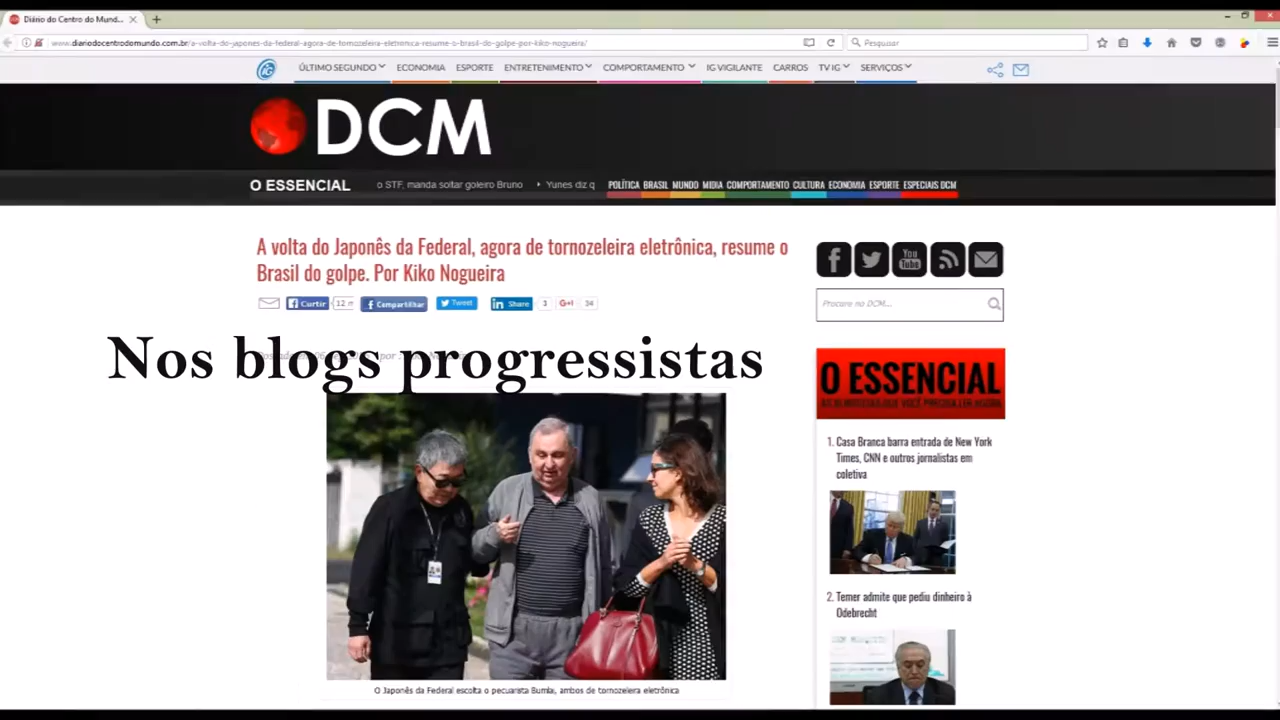 Diário do Centro do Mund...
www.diariodocentrodomundo.com.br/a-volta-do-japones-da-federal-agora-de-tornozeleira-eletronica-resume-o-brasil-do-golpe-por-kiko-nogueira/
Pesquisar
iG
ÚLTIMO SEGUNDO
ECONOMIA
ESPORTE
ENTRETENIMENTO
COMPORTAMENTO
IG VIGILANTE
CARROS
TV IG
SERVIÇOS
DCM
O ESSENCIAL
o STF, manda soltar goleiro Bruno
Yunes diz q
POLÍTICA BRASIL MUNDO MIDIA COMPORTAMENTO CULTURA ECONOMIA ESPORTE ESPECIAIS DCM
A volta do Japonês da Federal, agora de tornozeleira eletrônica, resume o
Brasil do golpe. Por Kiko Nogueira
Curtir
12 m
Compartilhar
Tweet
Share
3
G+1
34
You
Tube
Procure no DCM...
Nos blogs progressistas
O ESSENCIAL
1. Casa Branca barra entrada de New York
Times, CNN e outros jornalistas em
coletiva
2. Temer admite que pediu dinheiro à
Odebrecht
O Japonês da Federal escolta o pecuarista Bumlai, ambos de tornozeleira eletrônica